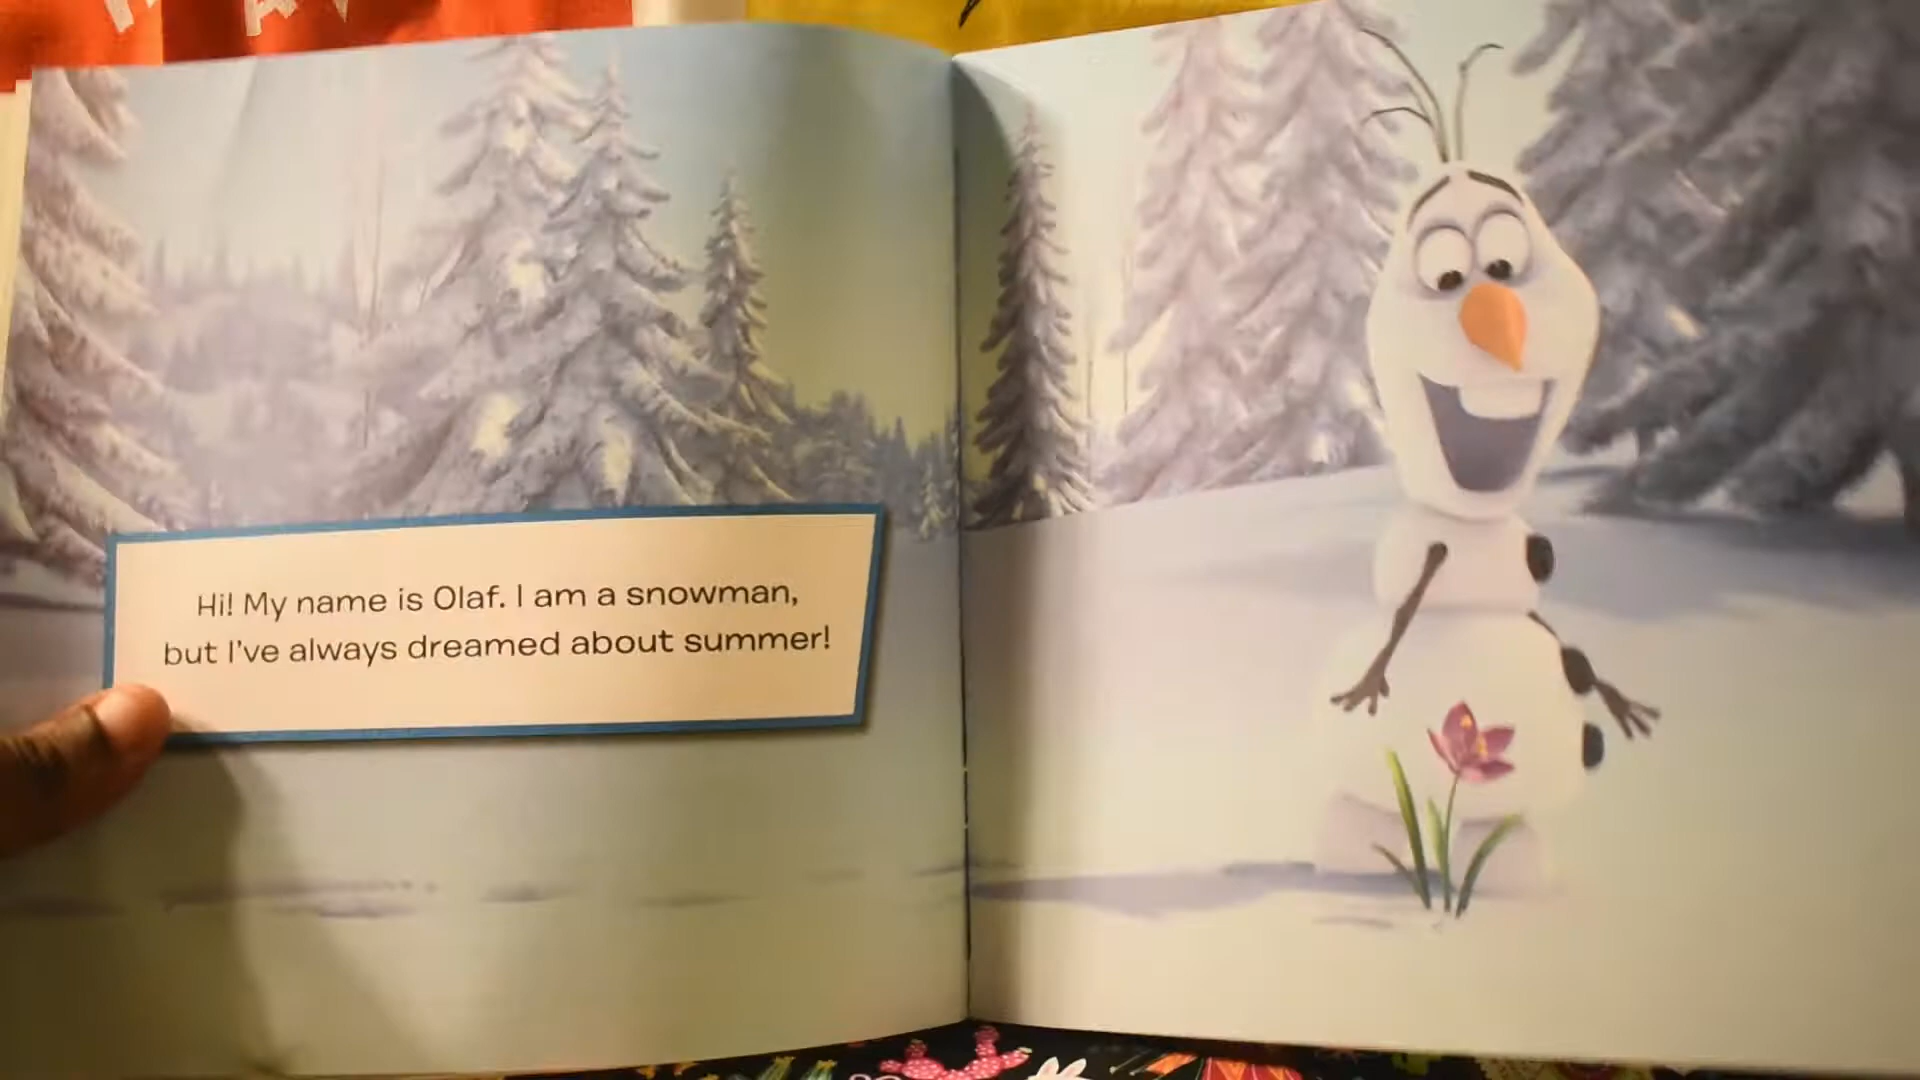 Hi! My name is Olaf. I am a snowman,
but I've always dreamed about summer!